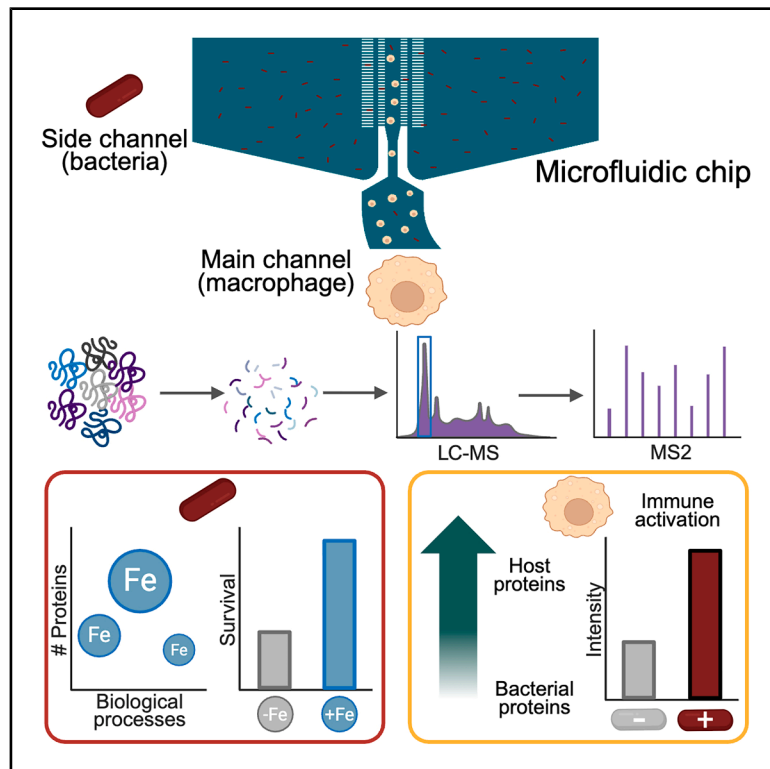 Side channel
(bacteria)
Microfluidic chip
Main channel
(macrophage)
LC-MS
MS2
# Proteins
Fe
Fe
Fe
Biological
processes
Survival
-Fe
+Fe
Host
proteins
Bacterial
proteins
Immune
activation
Intensity
-
+